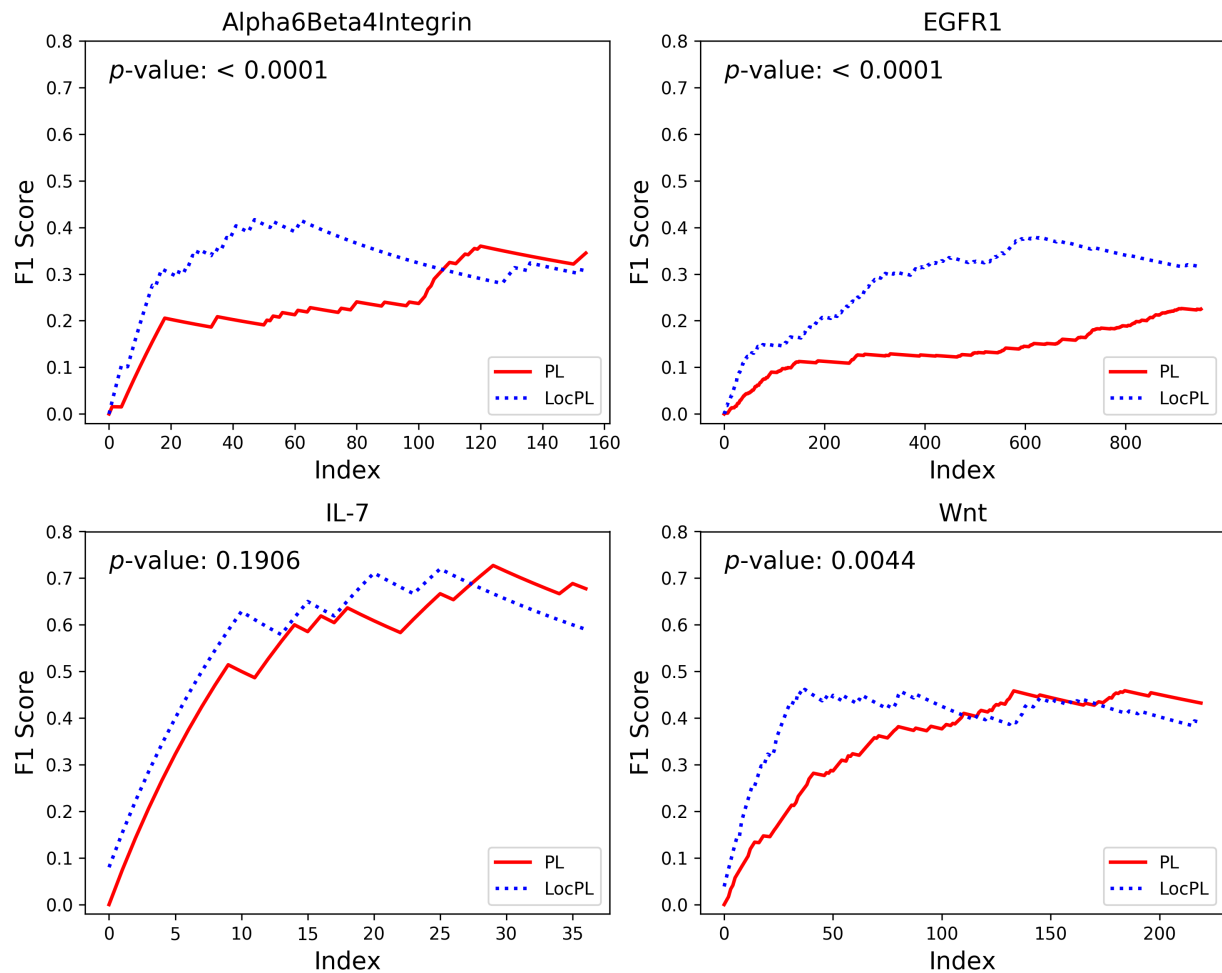 Alpha6Beta4Integrin
p-value: < 0.0001
0.8
0.7
0.6
0.5
0.4
0.3
0.2
0.1
0.0
F1 Score
PL
LocPL
0 20 40 60 80 100 120 140 160
Index
EGFR1
p-value: < 0.0001
0.8
0.7
0.6
0.5
0.4
0.3
0.2
0.1
0.0
F1 Score
PL
LocPL
0 200 400 600 800
Index
IL-7
p-value: 0.1906
0.8
0.7
0.6
0.5
0.4
0.3
0.2
0.1
0.0
F1 Score
PL
LocPL
0 5 10 15 20 25 30 35
Index
Wnt
p-value: 0.0044
0.8
0.7
0.6
0.5
0.4
0.3
0.2
0.1
0.0
F1 Score
PL
LocPL
0 50 100 150 200
Index